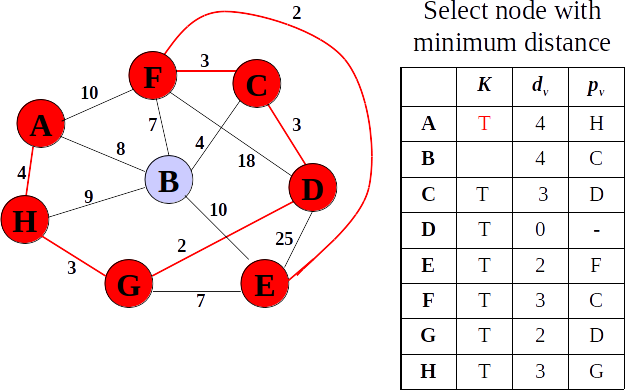 Select node with
minimum distance
2
3
F
C
10
7
4
3
A
8
18
4
B
D
9
10
H
2
25
3
G
7
E
K dv pv
A T 4 H
B 4 C
C T 3 D
D T 0 -
E T 2 F
F T 3 C
G T 2 D
H T 3 G